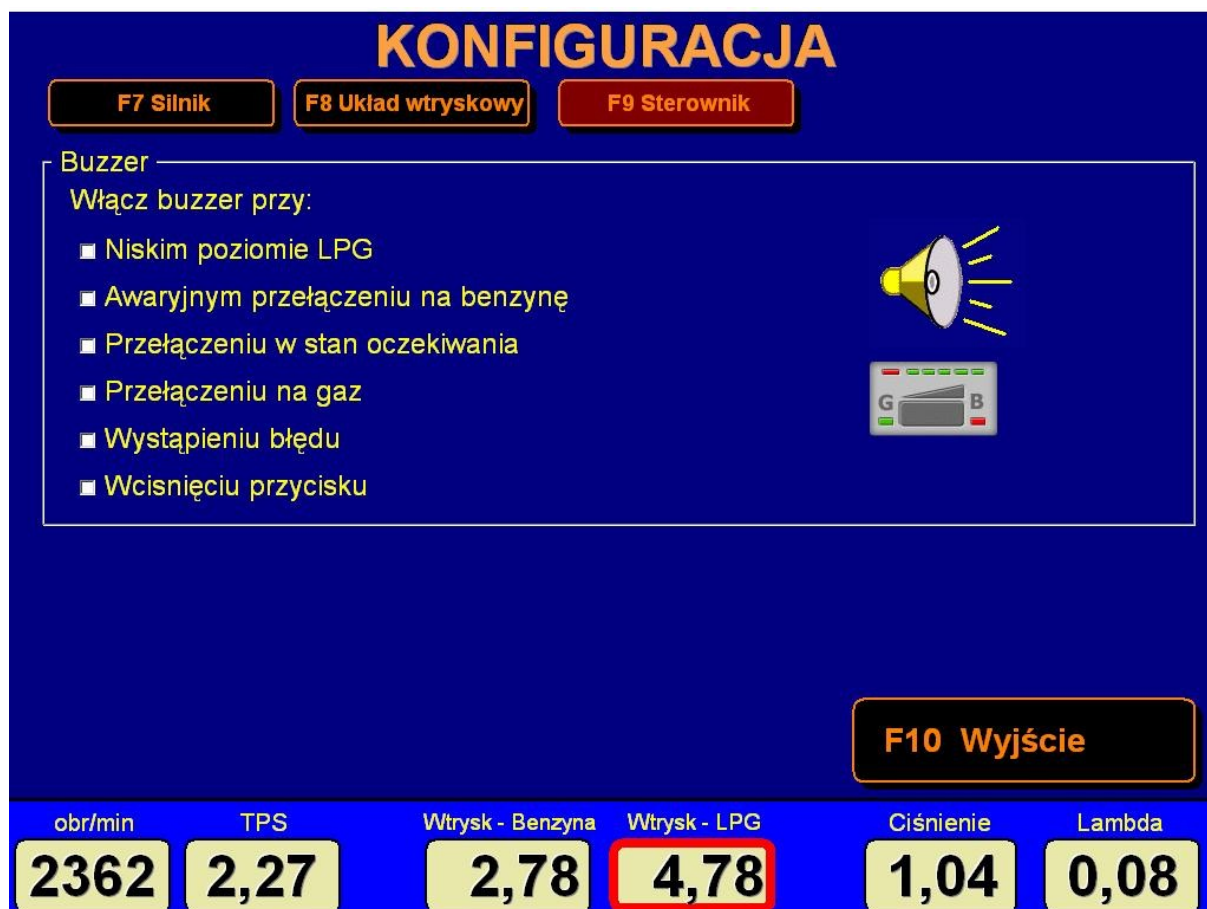 KONFIGURACJA
F7 Silnik
F8 Układ wtryskowy
F9 Sterownik
Buzzer
Włącz buzzer przy:
Niskim poziomie LPG
Awaryjnym przełączeniu na benzynę
Przełączeniu w stan oczekiwania
Przełączeniu na gaz
Wystąpieniu błędu
Wcisnięciu przycisku
G B
F10 Wyjście
obr/min TPS Wtrysk - Benzyna Wtrysk - LPG Ciśnienie Lambda
2362 2,27 2,78 4,78 1,04 0,08